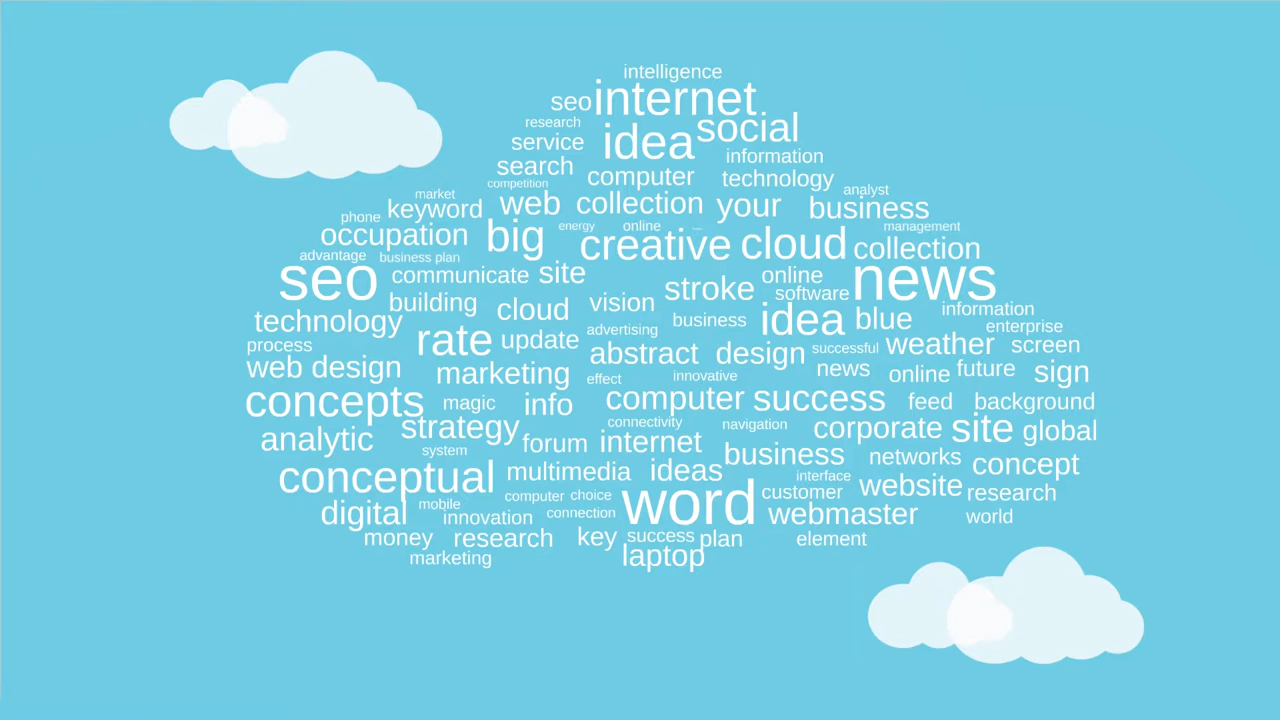 intelligence
seo internet
research idea social
service information
search computer technology
competition analyst
market web collection your business
phone keyword energy online management
occupation big creative cloud collection
advantage business plan
seo communicate site stroke online news
building cloud vision software information
technology rate update advertising business idea blue enterprise
process abstract design successful weather screen
web design marketing effect innovative news online future sign
concepts magic info computer success feed background
analytic strategy forum connectivity navigation corporate site global
system internet business networks
conceptual multimedia ideas interface concept
digital mobile computer choice word customer website research
innovation connection webmaster world
money research key success plan element
marketing laptop